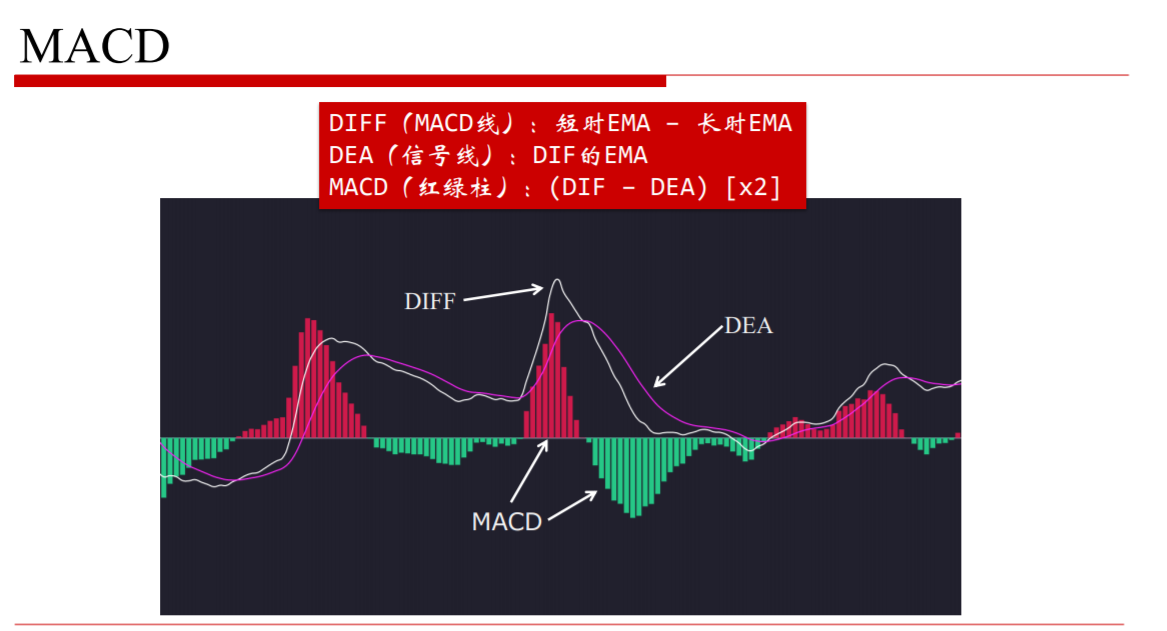 MACD
DIFF（MACD线）：短时EMA － 长时EMA
DEA（信号线）：DIF的EMA
MACD（红绿柱）：(DIF － DEA) [x2]
DIFF
DEA
MACD